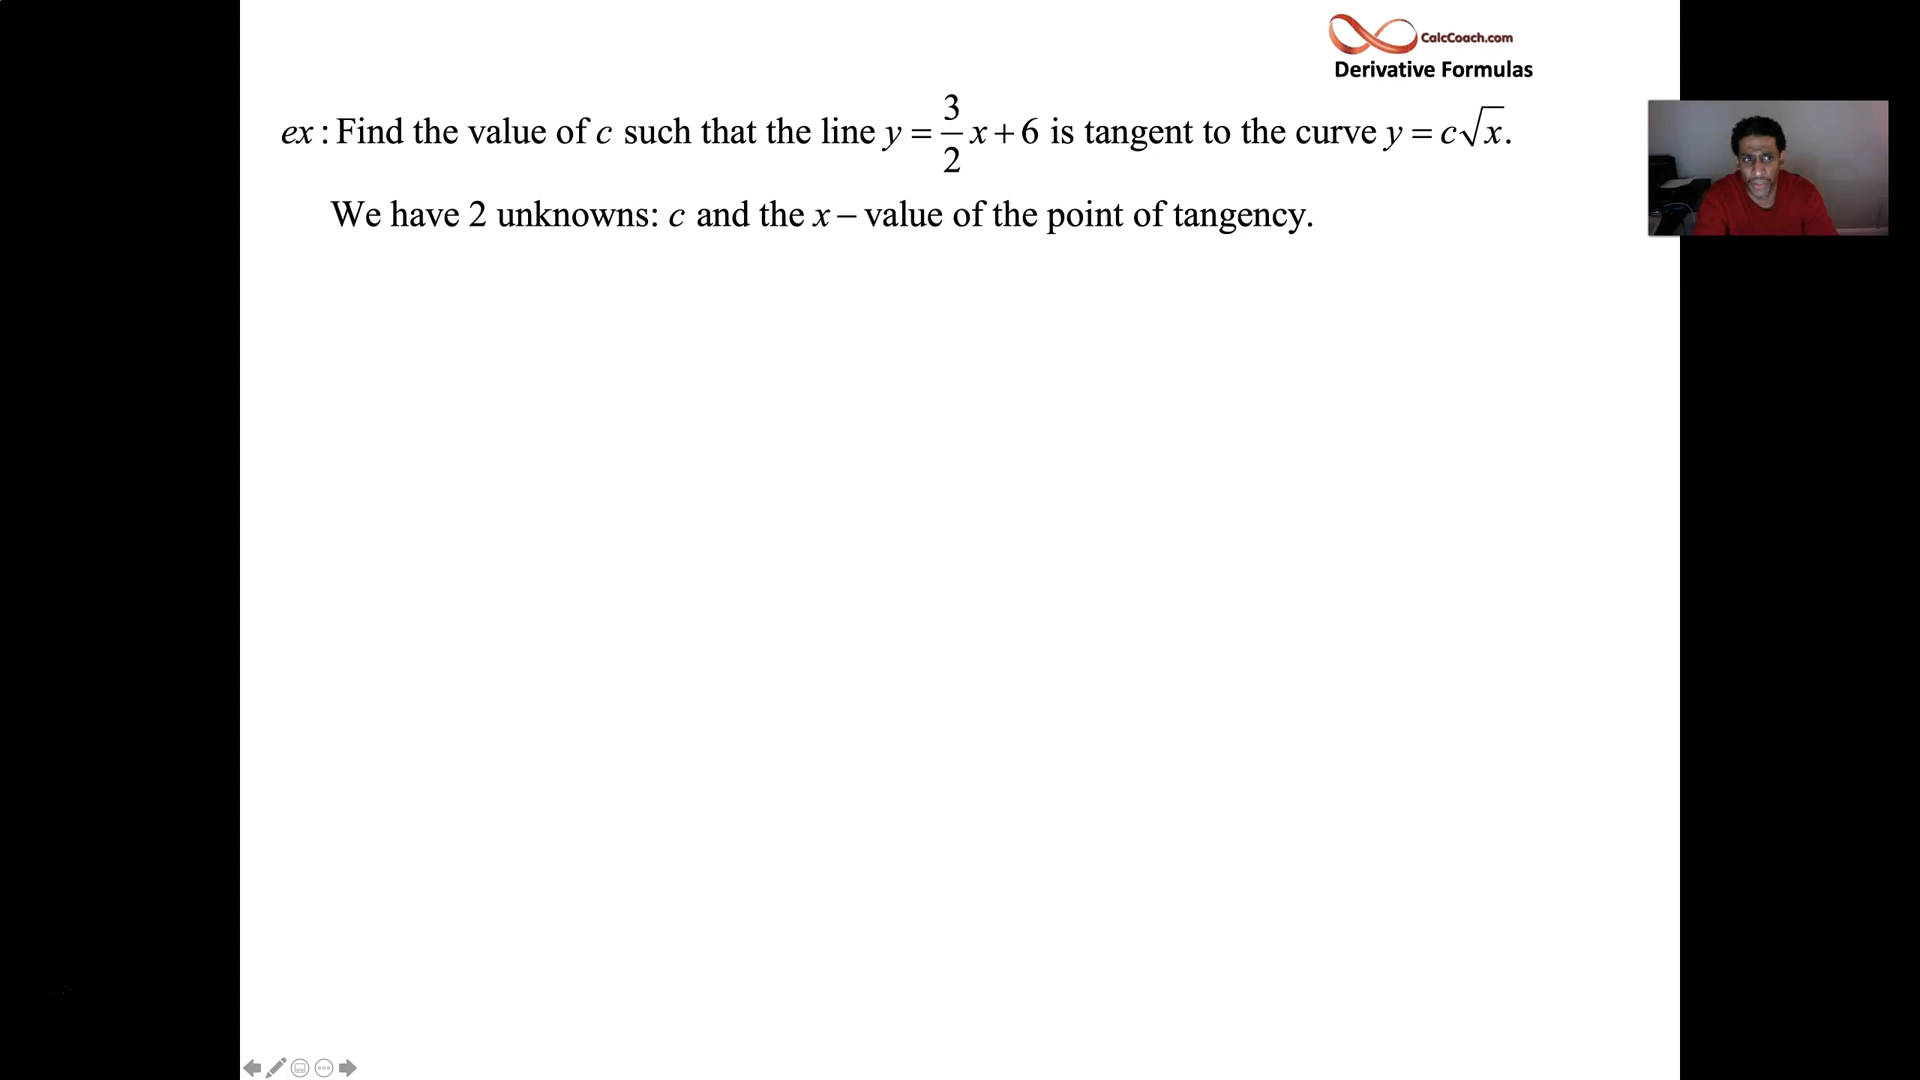 CalcCoach.com
Derivative Formulas
ex : Find the value of c such that the line y = 3/2 x + 6 is tangent to the curve y = c√x.
We have 2 unknowns: c and the x – value of the point of tangency.